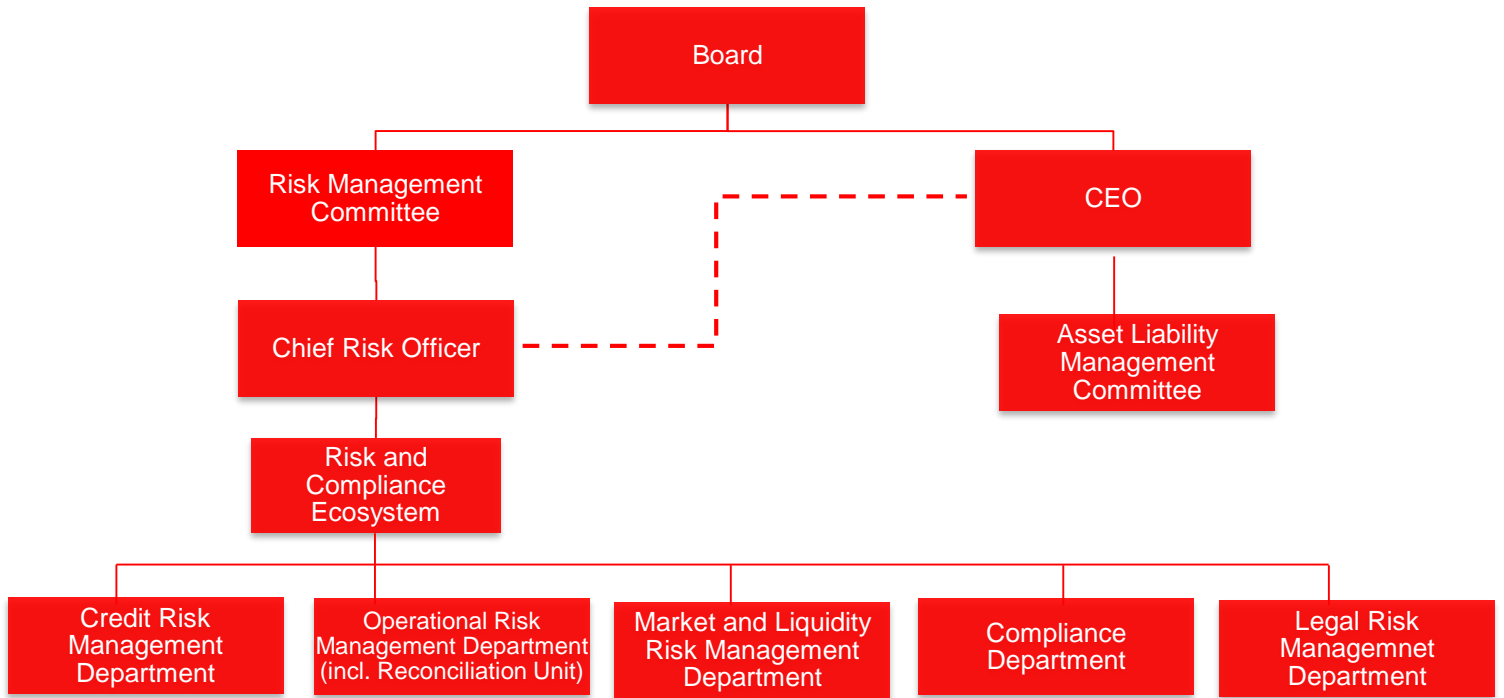 Board
Risk Management
Committee
CEO
Chief Risk Officer
Asset Liability
Management
Committee
Risk and
Compliance
Ecosystem
Credit Risk
Management
Department
Operational Risk
Management Department
(incl. Reconciliation Unit)
Market and Liquidity
Risk Management
Department
Compliance
Department
Legal Risk
Managemnet
Department